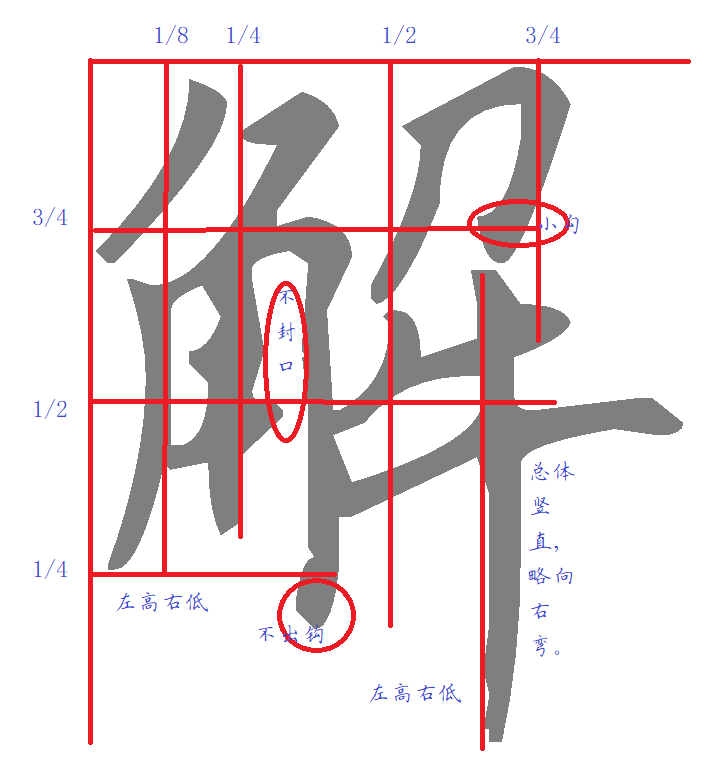 1/8 1/4 1/2 3/4
解
3/4
小勾
不
封
口
1/2
总体
竖
直，
略向
右
弯。
1/4
左高右低
不出钩
左高右低